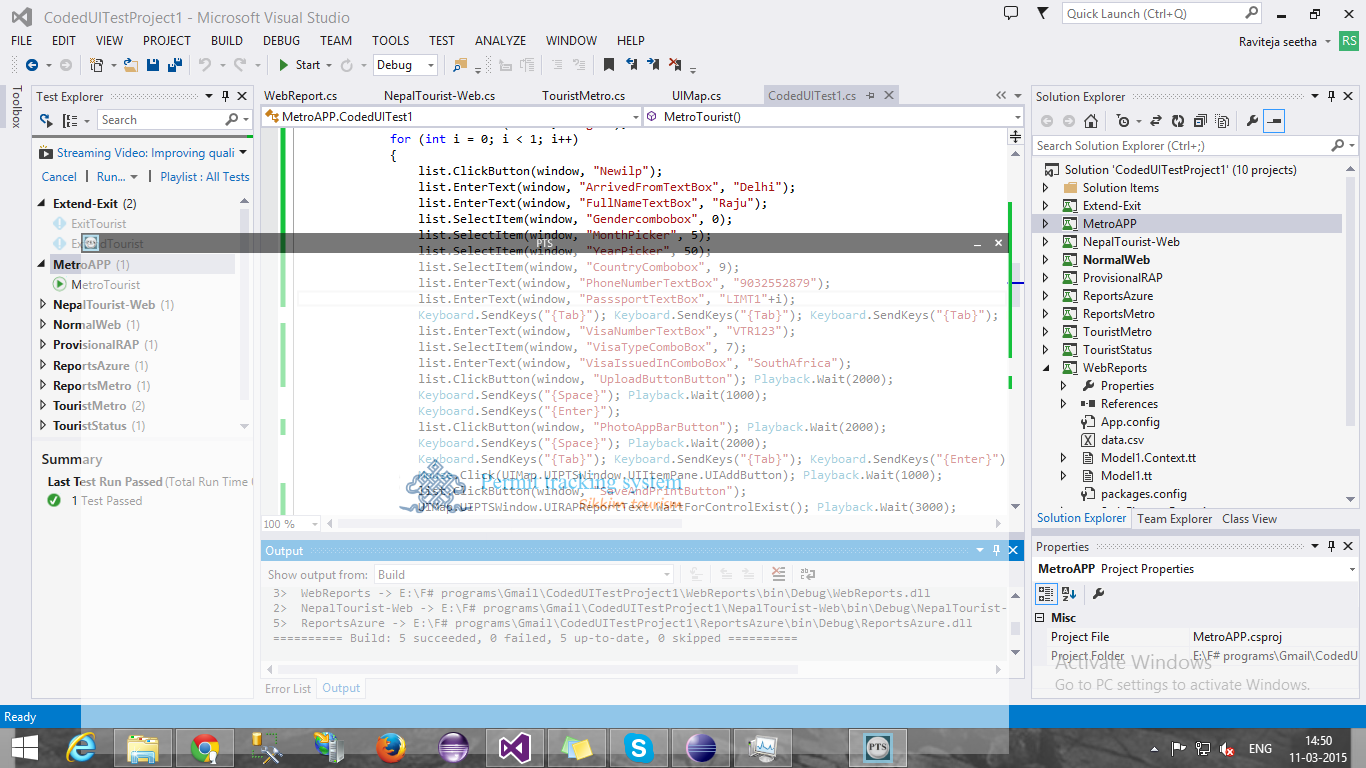 CodedUITestProject1 - Microsoft Visual Studio
Quick Launch (Ctrl+Q)
FILE EDIT VIEW PROJECT BUILD DEBUG TEAM TOOLS TEST ANALYZE WINDOW HELP
Raviteja seetha
RS
Start
Debug
Toolbox
Test Explorer
Search
Streaming Video: Improving quali
Cancel | Run... | Playlist : All Tests
Extend-Exit (2)
ExitTourist
MetroAPP (1)
MetroTourist
NepalTourist-Web (1)
NormalWeb (1)
ProvisionalRAP (1)
ReportsAzure (1)
ReportsMetro (1)
TouristMetro (2)
TouristStatus (1)
Summary
Last Test Run Passed (Total Run Time
1 Test Passed
WebReport.cs NepalTourist-Web.cs TouristMetro.cs UIMap.cs CodedUITest1.cs
MetroAPP.CodedUITest1
MetroTourist()
for (int i = 0; i < 1; i++)
{
list.ClickButton(window, "Newilp");
list.EnterText(window, "ArrivedFromTextBox", "Delhi");
list.EnterText(window, "FullNameTextBox", "Raju");
list.SelectItem(window, "Gendercombobox", 0);
list.SelectItem(window, "MonthPicker", 5);
PTS
list.SelectItem(window, "YearPicker", 50);
list.SelectItem(window, "CountryCombobox", 9);
list.EnterText(window, "PhoneNumberTextBox", "9032552879");
list.EnterText(window, "PasssportTextBox", "LIMT1"+i);
Keyboard.SendKeys("{Tab}"); Keyboard.SendKeys("{Tab}"); Keyboard.SendKeys("{Tab}");
list.EnterText(window, "VisaNumberTextBox", "VTR123");
list.SelectItem(window, "VisaTypeComboBox", 7);
list.EnterText(window, "VisaIssuedInComboBox", "SouthAfrica");
list.ClickButton(window, "UploadButtonButton"); Playback.Wait(2000);
Keyboard.SendKeys("{Space}"); Playback.Wait(1000);
Keyboard.SendKeys("{Enter}");
list.ClickButton(window, "PhotoAppBarButton"); Playback.Wait(2000);
Keyboard.SendKeys("{Space}"); Playback.Wait(2000);
Keyboard.SendKeys("{Tab}"); Keyboard.SendKeys("{Tab}"); Keyboard.SendKeys("{Enter}")
Click(UIMap.UIPTSWindow.UIItemPane.UIAddButton); Playback.Wait(1000);
Permit tracking system
list.ClickButton(window, "SaveAndPrintButton");
Sikkim tourism
UIMap.UIPTSWindow.UIRAPReportText.WaitForControlExist(); Playback.Wait(3000);
100 %
Output
Show output from: Build
3> WebReports -> E:\F# programs\Gmail\CodedUITestProject1\WebReports\bin\Debug\WebReports.dll
2> NepalTourist-Web -> E:\F# programs\Gmail\CodedUITestProject1\NepalTourist-Web\bin\Debug\NepalTourist-
5> ReportsAzure -> E:\F# programs\Gmail\CodedUITestProject1\ReportsAzure\bin\Debug\ReportsAzure.dll
========== Build: 5 succeeded, 0 failed, 5 up-to-date, 0 skipped ==========
Error List Output
Solution Explorer
Search Solution Explorer (Ctrl+;)
Solution 'CodedUITestProject1' (10 projects)
Solution Items
Extend-Exit
MetroAPP
NepalTourist-Web
NormalWeb
ProvisionalRAP
ReportsAzure
ReportsMetro
TouristMetro
TouristStatus
WebReports
Properties
References
App.config
data.csv
Model1.Context.tt
Model1.tt
packages.config
Solution Explorer Team Explorer Class View
Properties
MetroAPP Project Properties
Misc
Project File MetroAPP.csproj
Project Folder E:\F# programs\Gmail\CodedU
Activate Windows
Go to PC settings to activate Windows.
Ready
PTS
ENG
14:50
11-03-2015